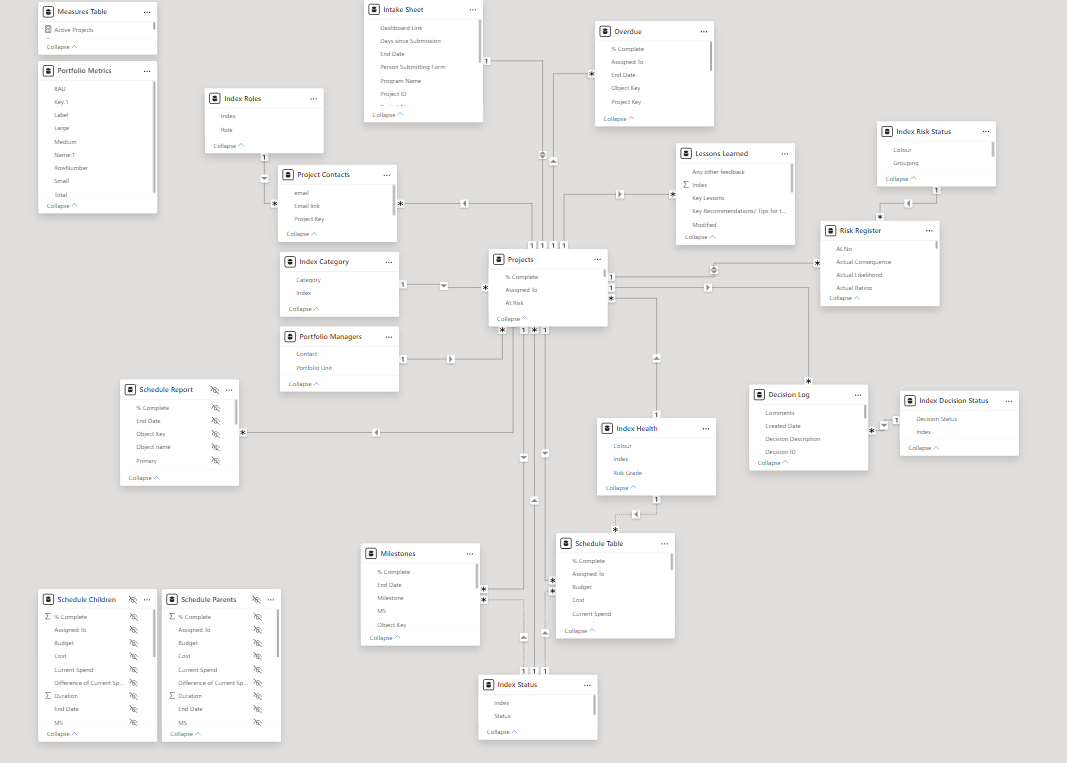 Measures Table
Active Projects
Collapse
Portfolio Metrics
BAU
Key.1
Label
Large
Medium
Name.1
RowNumber
Small
Total
Collapse
Index Roles
Index
Role
Collapse
Intake Sheet
Dashboard Link
Days since Submission
End Date
Person Submitting Form
Program Name
Project ID
Collapse
1
Overdue
% Complete
Assigned To
End Date
Object Key
Project Key
Collapse
*
Lessons Learned
Any other feedback
Index
Key Lessons
Key Recommendations/ Tips for t...
Modified
Collapse
*
Index Risk Status
Colour
Grouping
Collapse
1
*
Risk Register
ACNo
Actual Consequence
Actual Likelihood
Actual Rating
Collapse
*
1
*
Project Contacts
email
Email link
Project Key
Collapse
*
Index Category
Category
Index
Collapse
1
*
Portfolio Managers
Contact
Portfolio Unit
Collapse
1
1 1 1 1
Projects
% Complete
Assigned To
At Risk
Collapse
1
1
*
* 1 * 1
Schedule Report
% Complete
End Date
Object Key
Object name
Primary
Collapse
*
1
Index Health
Colour
Index
Risk Grade
Collapse
1
*
*
Decision Log
Comments
Created Date
Decision Description
Decision ID
Collapse
*
1
Index Decision Status
Decision Status
Index
Collapse
Milestones
% Complete
End Date
Milestone
MS
Object Key
Collapse
*
*
Schedule Table
% Complete
Assigned To
Budget
Cost
Current Spend
Collapse
*
*
Schedule Children
% Complete
Assigned To
Budget
Cost
Current Spend
Difference of Current Sp...
Duration
End Date
MS
Collapse
Schedule Parents
% Complete
Assigned To
Budget
Cost
Current Spend
Difference of Current Sp...
Duration
End Date
MS
Collapse
1 1 1
Index Status
Index
Status
Collapse